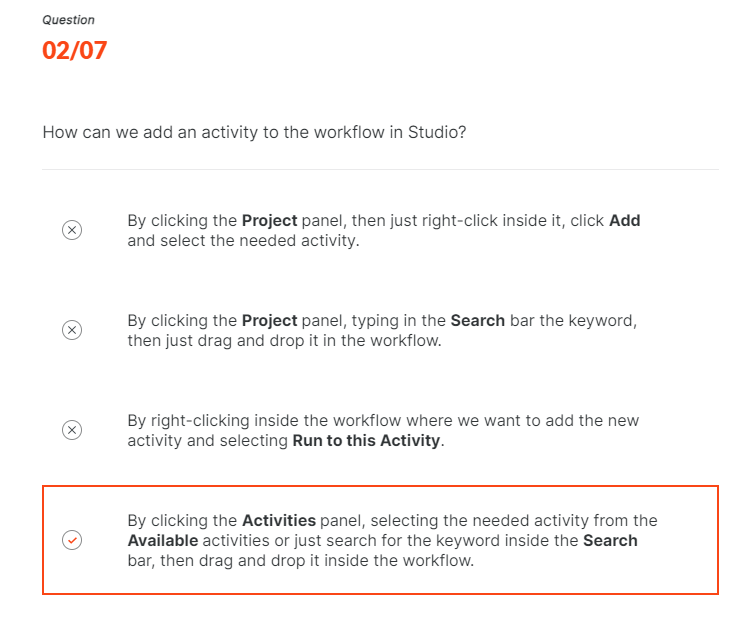 Question
02/07
How can we add an activity to the workflow in Studio?
By clicking the Project panel, then just right-click inside it, click Add
and select the needed activity.
By clicking the Project panel, typing in the Search bar the keyword,
then just drag and drop it in the workflow.
By right-clicking inside the workflow where we want to add the new
activity and selecting Run to this Activity.
By clicking the Activities panel, selecting the needed activity from the
Available activities or just search for the keyword inside the Search
bar, then drag and drop it inside the workflow.